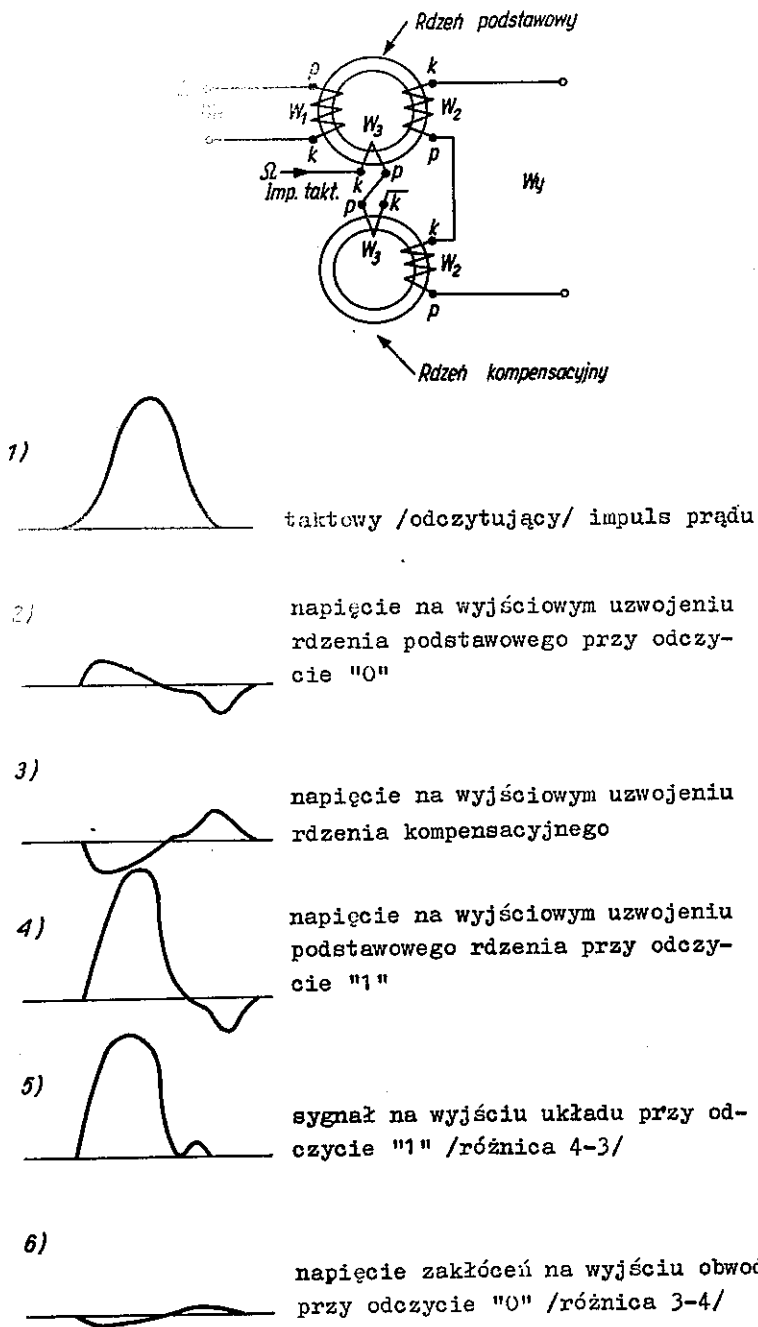 Rdzeń podstawowy
p
k
W1
W3
W2
k
k
p
p
Ω
Imp. takt.
p
k
Wy
k
W3
W2
p
Rdzeń kompensacyjny
1)
taktowy /odczytujący/ impuls prądu
2)
napięcie na wyjściowym uzwojeniu
rdzenia podstawowego przy odczy-
cie "0"
3)
napięcie na wyjściowym uzwojeniu
rdzenia kompensacyjnego
4)
napięcie na wyjściowym uzwojeniu
podstawowego rdzenia przy odczy-
cie "1"
5)
sygnał na wyjściu układu przy od-
czycie "1" /różnica 4-3/
6)
napięcie zakłóceń na wyjściu obwod
przy odczycie "0" /różnica 3-4/